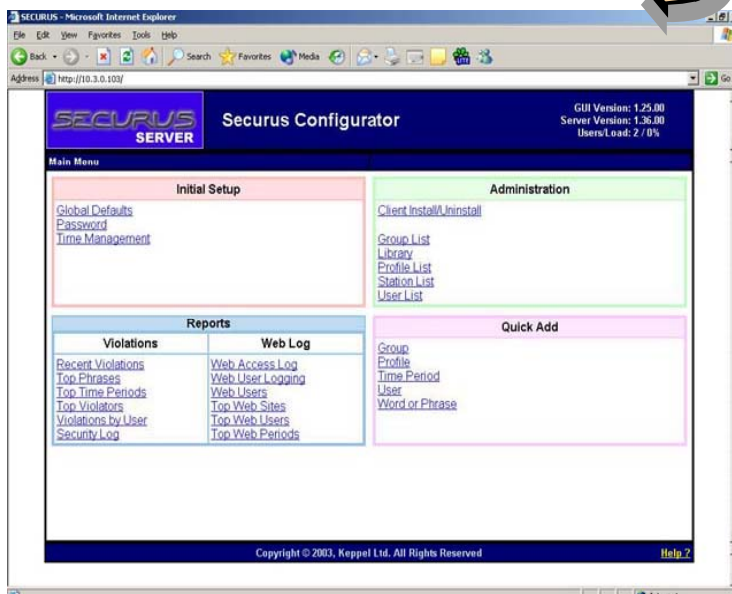 SECURUS - Microsoft Internet Explorer
File Edit View Favorites Tools Help
Back Search Favorites Media
Address http://10.3.0.103/ Go
SECURUS
SERVER
Securus Configurator
GUI Version: 1.25.00
Server Version: 1.36.00
Users/Load: 2 / 0%
Main Menu
Initial Setup
Global Defaults
Password
Time Management
Administration
Client Install/Uninstall
Group List
Library
Profile List
Station List
User List
Reports
Violations
Recent Violations
Top Phrases
Top Time Periods
Top Violators
Violations by User
Security Log
Web Log
Web Access Log
Web User Logging
Web Users
Top Web Sites
Top Web Users
Top Web Periods
Quick Add
Group
Profile
Time Period
User
Word or Phrase
Copyright © 2003, Keppel Ltd. All Rights Reserved
Help ?